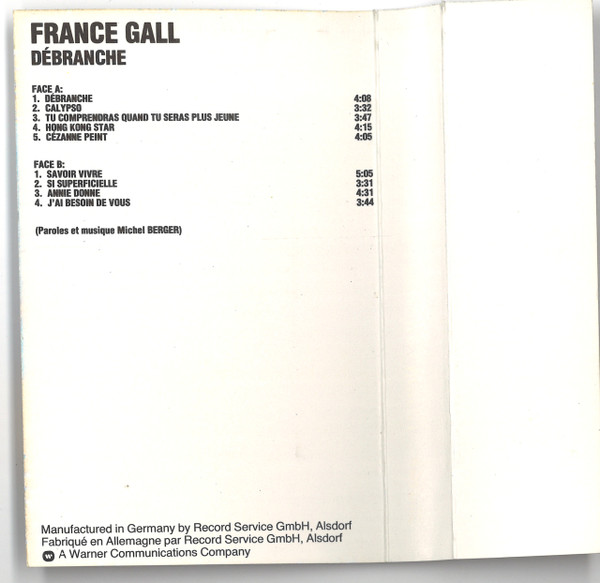 FRANCE GALL
DÉBRANCHE
FACE A:
1. DÉBRANCHE 4:08
2. CALYPSO 3:32
3. TU COMPRENDRAS QUAND TU SERAS PLUS JEUNE 3:47
4. HONG KONG STAR 4:15
5. CÉZANNE PEINT 4:05
FACE B:
1. SAVOIR VIVRE 5:05
2. SI SUPERFICIELLE 3:31
3. ANNIE DONNE 4:31
4. J'AI BESOIN DE VOUS 3:44
(Paroles et musique Michel BERGER)
Manufactured in Germany by Record Service GmbH, Alsdorf
Fabriqué en Allemagne par Record Service GmbH, Alsdorf
A Warner Communications Company